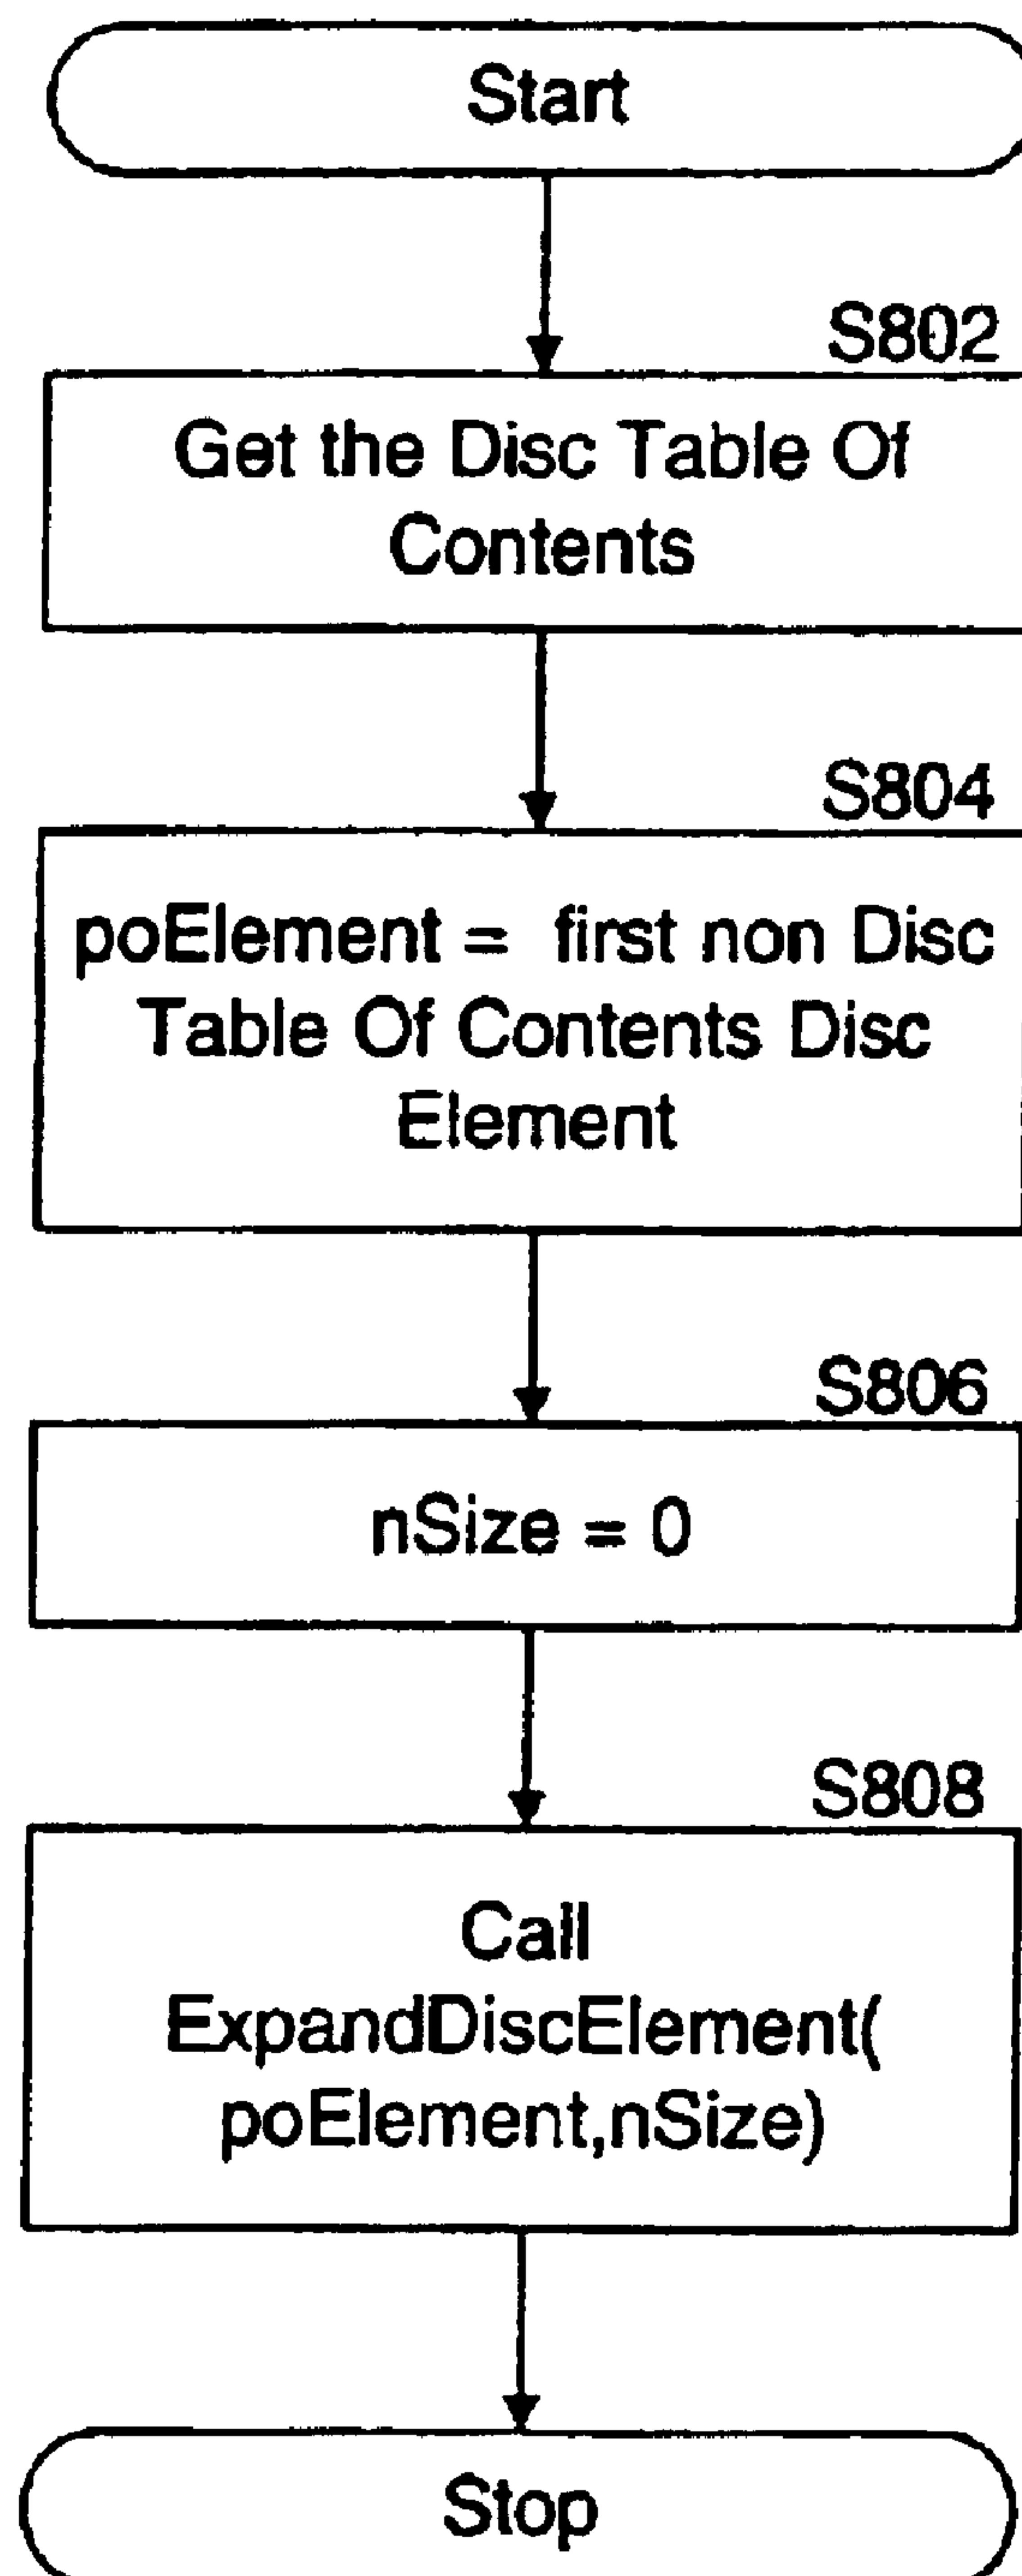 Start
S802
Get the Disc Table Of
Contents
S804
poElement = first non Disc
Table Of Contents Disc
Element
S806
nSize = 0
S808
Call
ExpandDiscElement(
poElement,nSize)
Stop